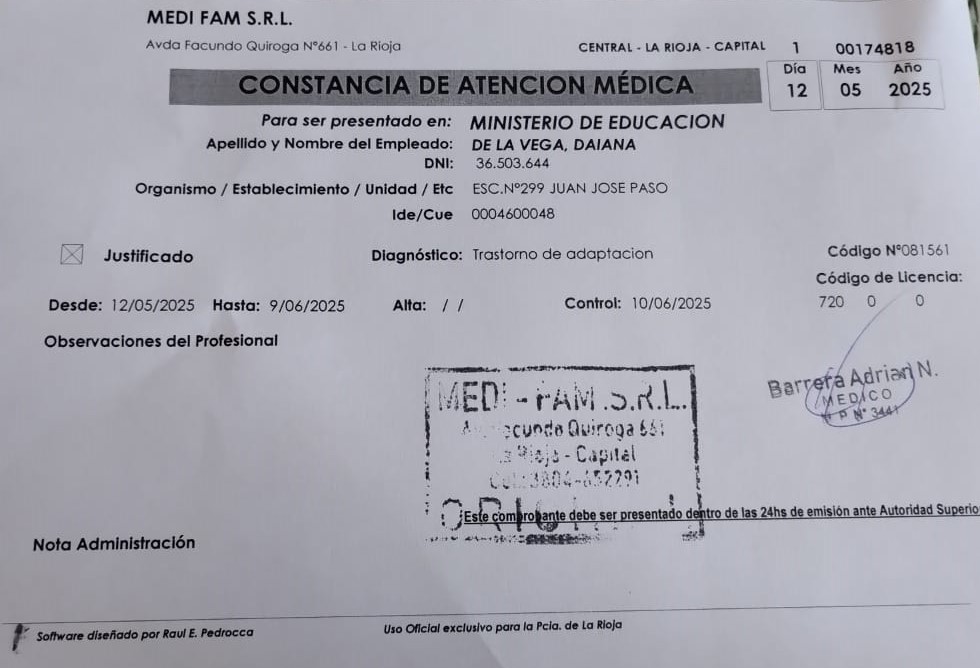 MEDI FAM S.R.L.
Avda Facundo Quiroga Nº661 - La Rioja
CENTRAL - LA RIOJA - CAPITAL 1 00174818
CONSTANCIA DE ATENCION MÉDICA
Día Mes Año
12 05 2025
Para ser presentado en: MINISTERIO DE EDUCACION
Apellido y Nombre del Empleado: DE LA VEGA, DAIANA
DNI: 36.503.644
Organismo / Establecimiento / Unidad / Etc ESC.Nº299 JUAN JOSE PASO
Ide/Cue 0004600048
Justificado Diagnóstico: Trastorno de adaptacion Código Nº081561
Código de Licencia:
Desde: 12/05/2025 Hasta: 9/06/2025 Alta: / / Control: 10/06/2025 720 0 0
Observaciones del Profesional
Barrera Adrian N.
MEDICO
MEDI - FAM .S.R.L.
Quiroga 661
- Capital
Este comprobante debe ser presentado dentro de las 24hs de emisión ante Autoridad Superio
Nota Administración
Software diseñado por Raul E. Pedrocca
Uso Oficial exclusivo para la Pcia. de La Rioja